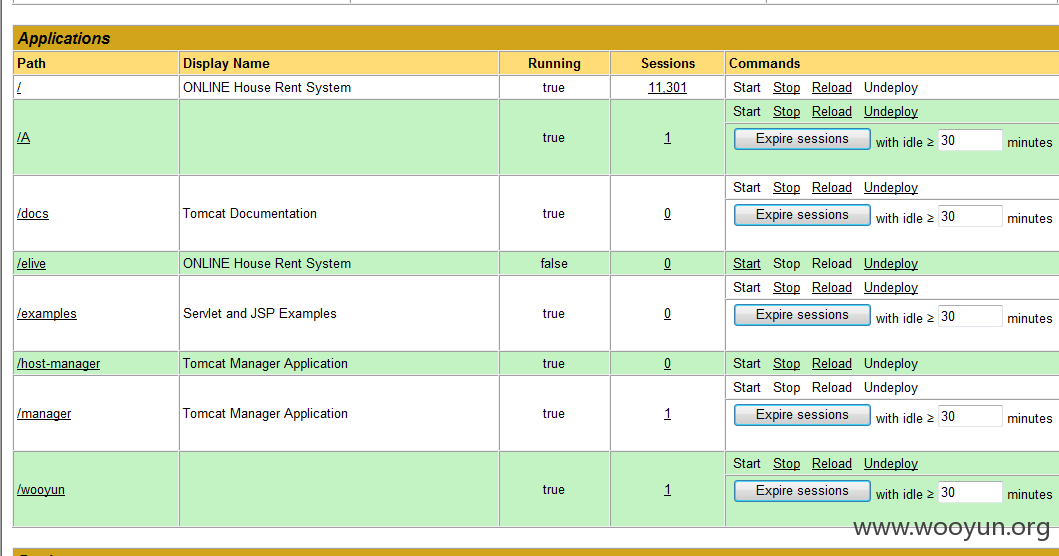 Applications
Path Display Name Running Sessions Commands
/ ONLINE House Rent System true 11.301 Start Stop Reload Undeploy
Start Stop Reload Undeploy
/A true 1 Expire sessions with idle ≥ 30 minutes
Start Stop Reload Undeploy
/docs Tomcat Documentation true 0 Expire sessions with idle ≥ 30 minutes
/elive ONLINE House Rent System false 0 Start Stop Reload Undeploy
Start Stop Reload Undeploy
/examples Servlet and JSP Examples true 0 Expire sessions with idle ≥ 30 minutes
/host-manager Tomcat Manager Application true 0 Start Stop Reload Undeploy
Start Stop Reload Undeploy
/manager Tomcat Manager Application true 1 Expire sessions with idle ≥ 30 minutes
Start Stop Reload Undeploy
/wooyun true 1 Expire sessions with idle ≥ 30 minutes
www.wooyun.org